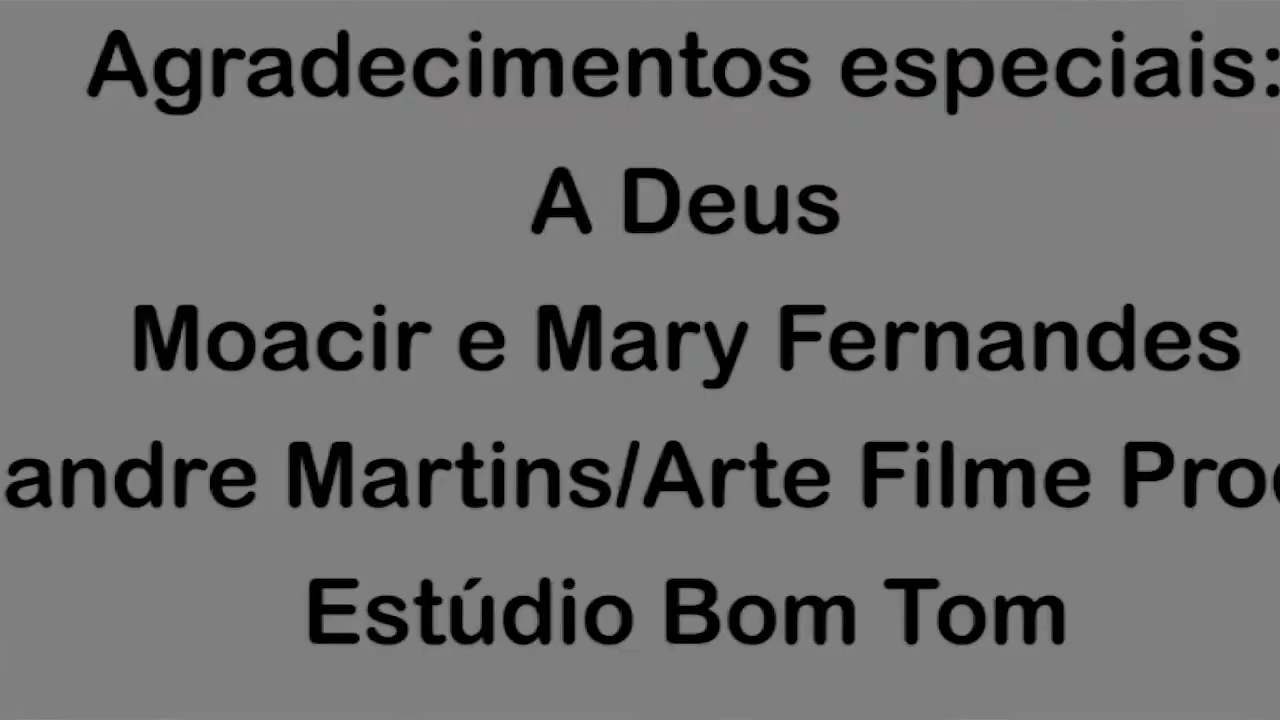 Agradecimentos especiais:
A Deus
Moacir e Mary Fernandes
andre Martins/Arte Filme Pro
Estúdio Bom Tom